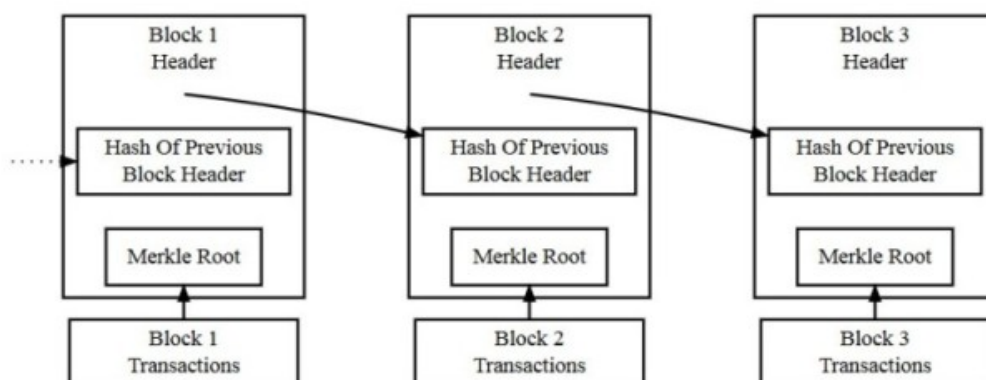 Block 1
Header
Hash Of Previous
Block Header
Merkle Root
Block 1
Transactions
Block 2
Header
Hash Of Previous
Block Header
Merkle Root
Block 2
Transactions
Block 3
Header
Hash Of Previous
Block Header
Merkle Root
Block 3
Transactions